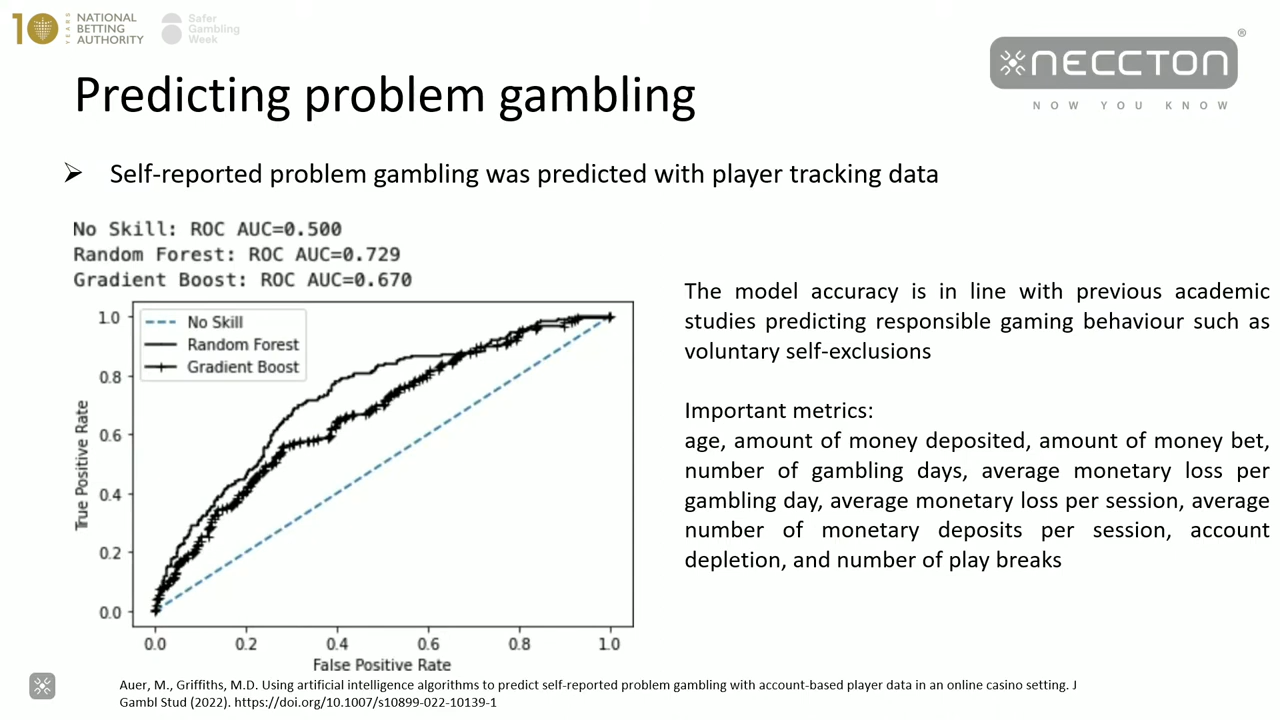 10 YEARS NATIONAL
BETTING
AUTHORITY
Safer
Gambling
Week
NECCTON®
NOW YOU KNOW
Predicting problem gambling
➢ Self-reported problem gambling was predicted with player tracking data
No Skill: ROC AUC=0.500
Random Forest: ROC AUC=0.729
Gradient Boost: ROC AUC=0.670
1.0
0.8
0.6
0.4
0.2
0.0
True Positive Rate
No Skill
Random Forest
Gradient Boost
0.0 0.2 0.4 0.6 0.8 1.0
False Positive Rate
The model accuracy is in line with previous academic
studies predicting responsible gaming behaviour such as
voluntary self-exclusions
Important metrics:
age, amount of money deposited, amount of money bet,
number of gambling days, average monetary loss per
gambling day, average monetary loss per session, average
number of monetary deposits per session, account
depletion, and number of play breaks
Auer, M., Griffiths, M.D. Using artificial intelligence algorithms to predict self-reported problem gambling with account-based player data in an online casino setting. J
Gambl Stud (2022). https://doi.org/10.1007/s10899-022-10139-1